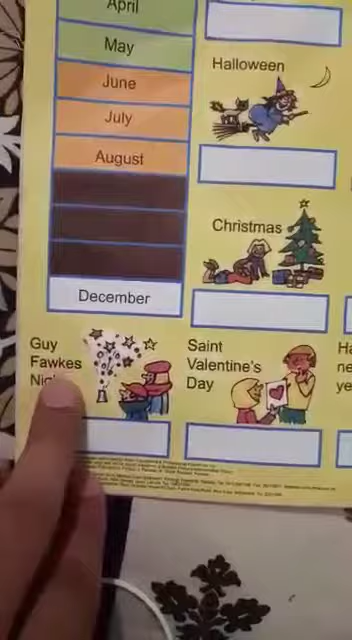 April
May
June
July
August
December
Halloween
Christmas
Guy
Fawkes
Saint
Valentine's
Day